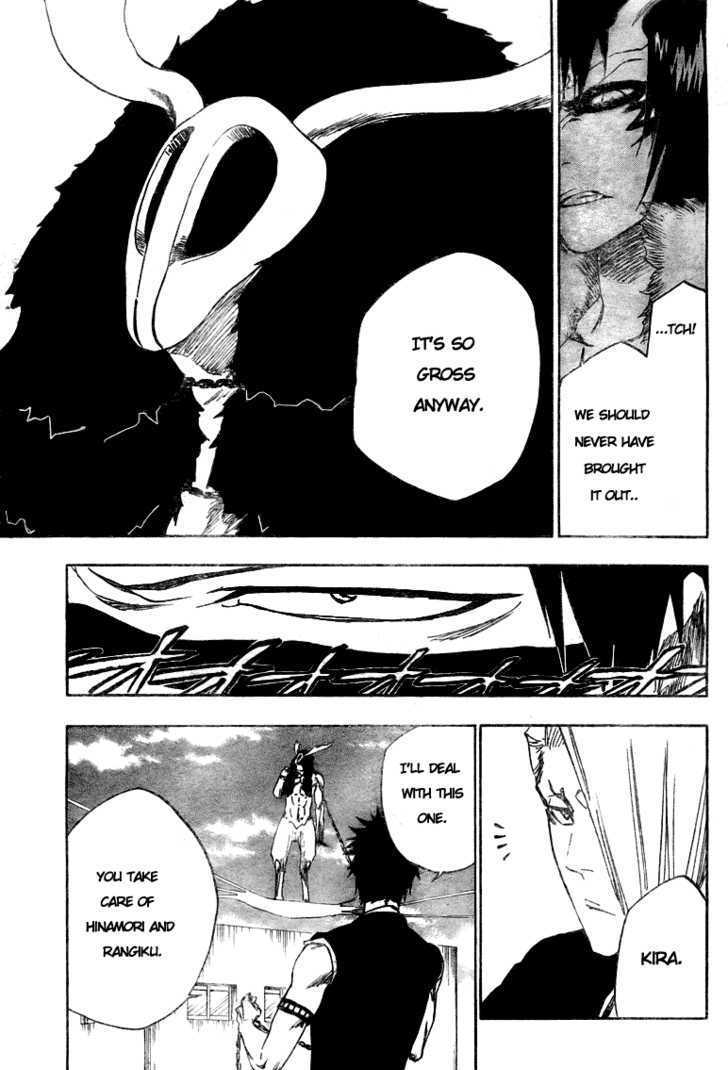 ...TCH!
WE SHOULD
NEVER HAVE
BROUGHT
IT OUT..
IT'S SO
GROSS
ANYWAY.
KIRA.
I'LL DEAL
WITH THIS
ONE.
YOU TAKE
CARE OF
HINAMORI AND
RANGIKU.